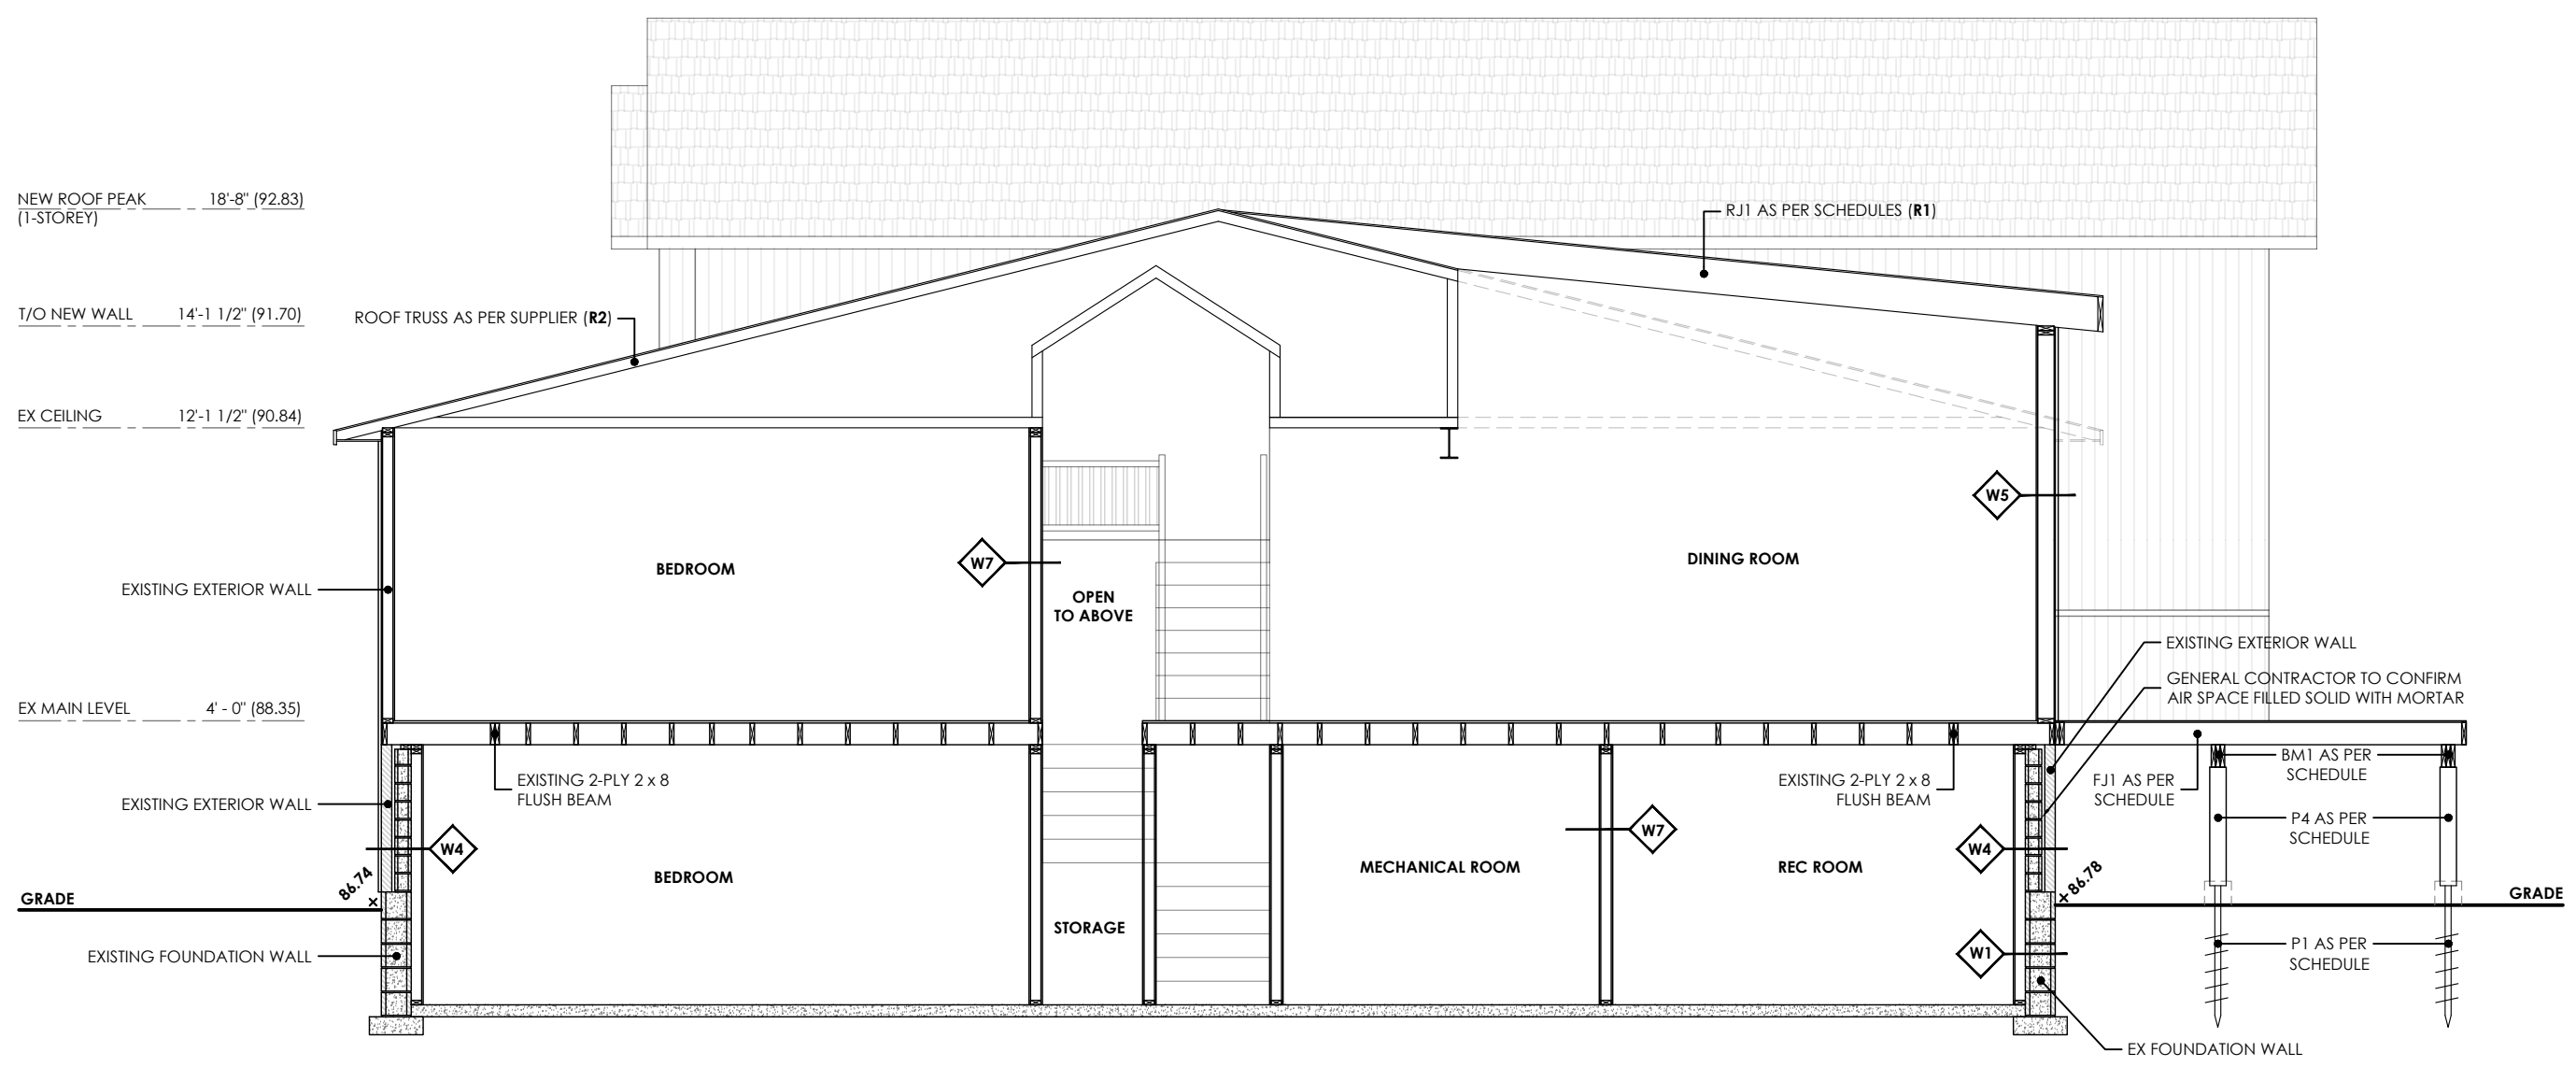 NEW ROOF PEAK 18'-8" (92.83)
(1-STOREY)
RJ1 AS PER SCHEDULES (R1)
T/O NEW WALL 14'-1 1/2" (91.70)
ROOF TRUSS AS PER SUPPLIER (R2)
EX CEILING 12'-1 1/2" (90.84)
W5
BEDROOM
W7
DINING ROOM
EXISTING EXTERIOR WALL
OPEN
TO ABOVE
EXISTING EXTERIOR WALL
GENERAL CONTRACTOR TO CONFIRM
AIR SPACE FILLED SOLID WITH MORTAR
EX MAIN LEVEL 4' - 0" (88.35)
EXISTING 2-PLY 2 x 8
FLUSH BEAM
EXISTING 2-PLY 2 x 8
FLUSH BEAM
FJ1 AS PER
SCHEDULE
BM1 AS PER
SCHEDULE
EXISTING EXTERIOR WALL
P4 AS PER
SCHEDULE
W4
W7
W4
BEDROOM
MECHANICAL ROOM
REC ROOM
86.74
86.78
GRADE
GRADE
STORAGE
EXISTING FOUNDATION WALL
W1
P1 AS PER
SCHEDULE
EX FOUNDATION WALL